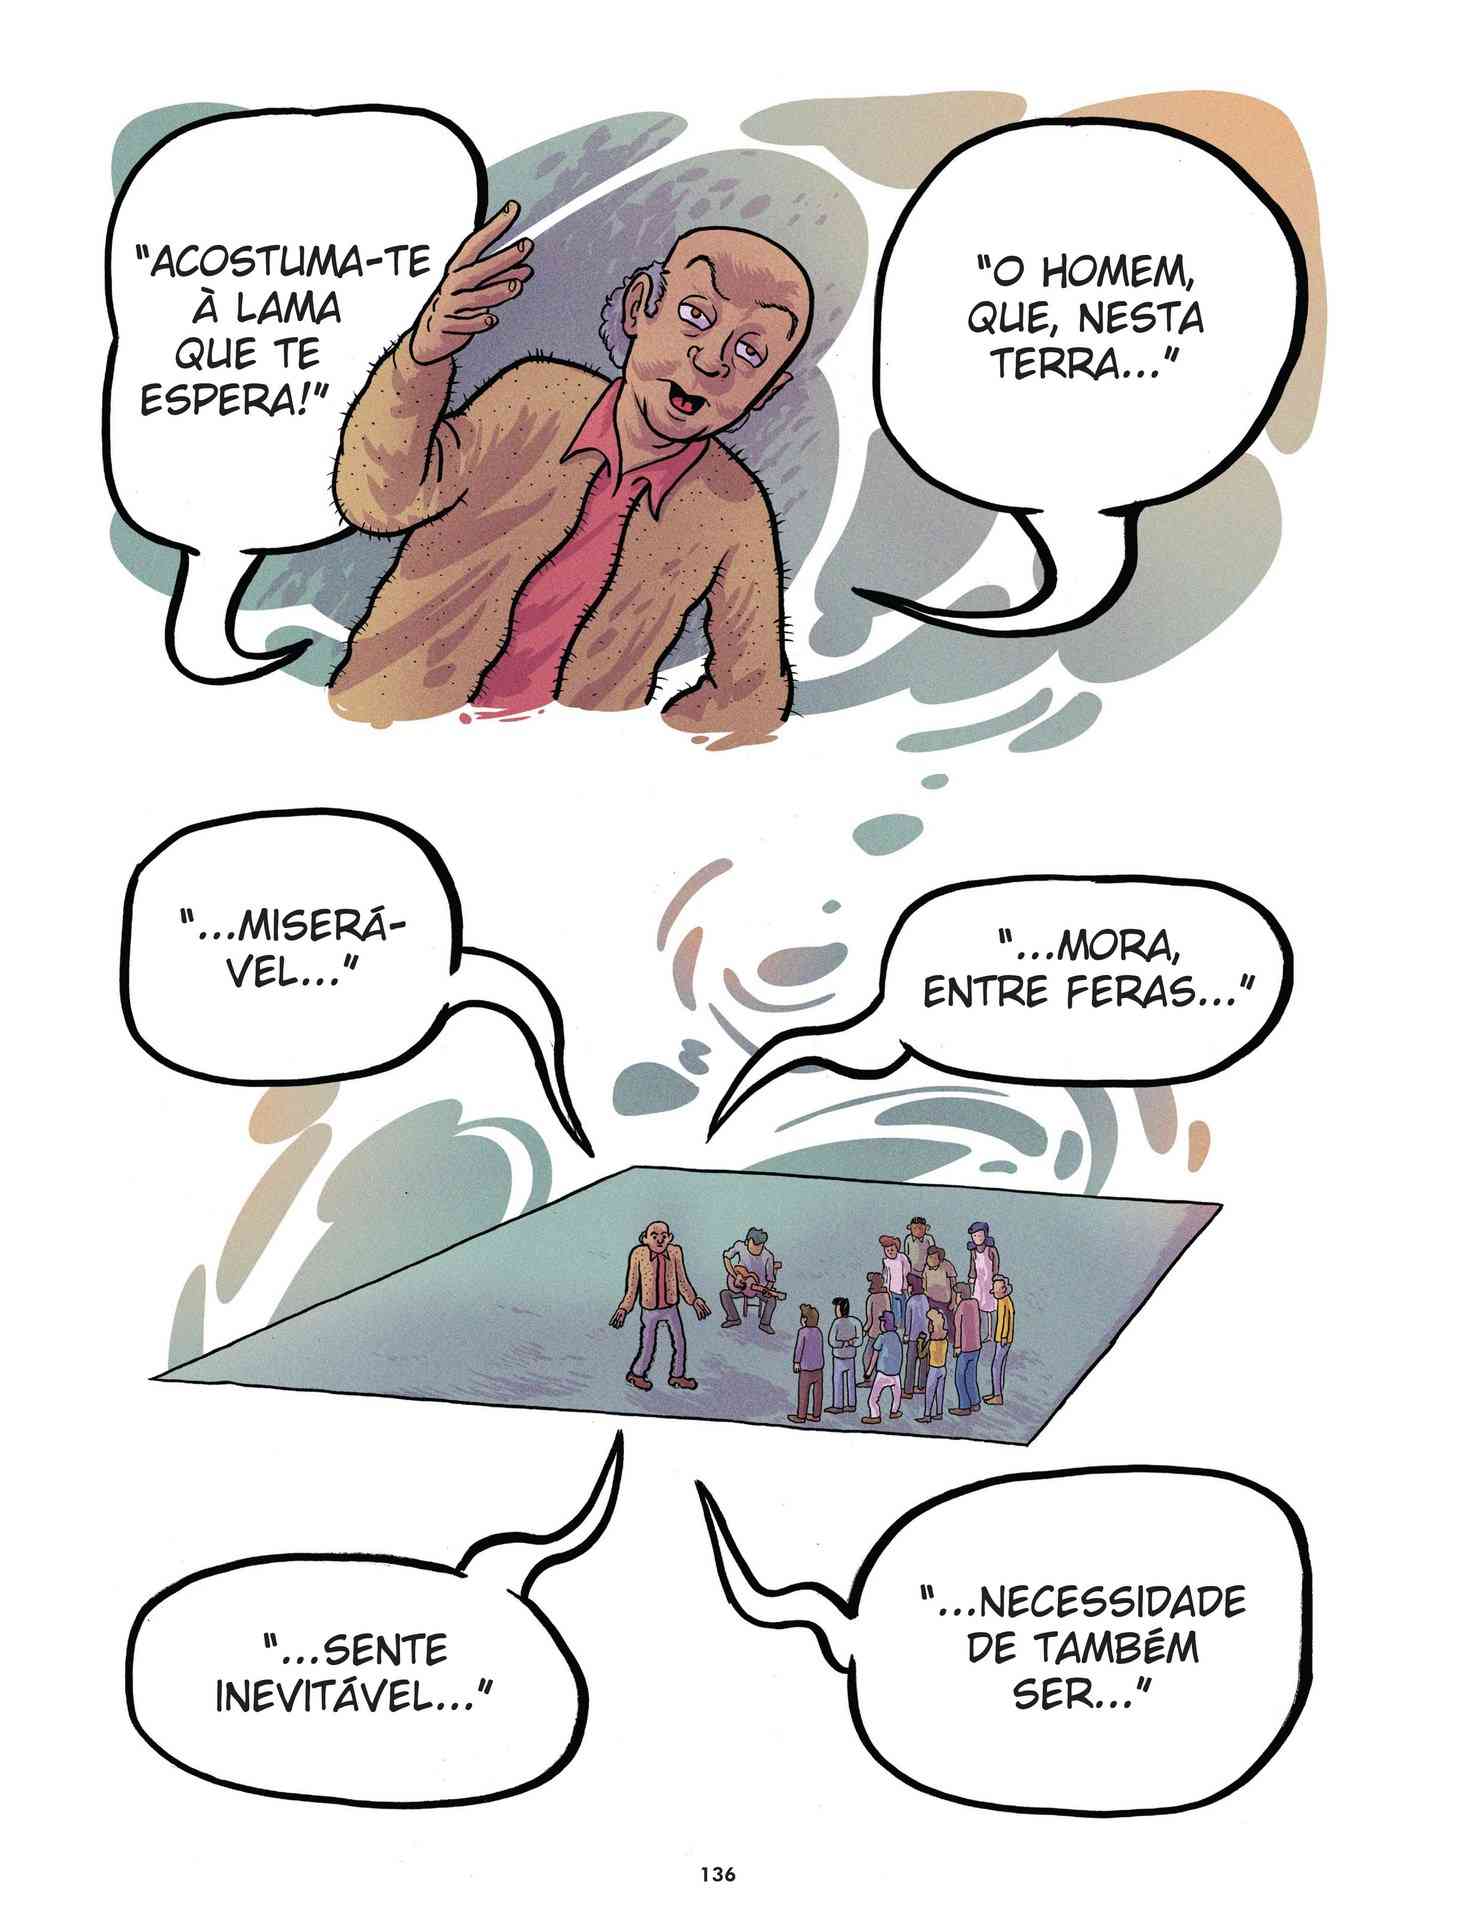 "ACOSTUMA-TE
À LAMA
QUE TE
ESPERA!"
"O HOMEM,
QUE, NESTA
TERRA..."
"...MISERÁ-
VEL..."
"...MORA,
ENTRE FERAS..."
"...SENTE
INEVITÁVEL..."
"...NECESSIDADE
DE TAMBÉM
SER..."
136